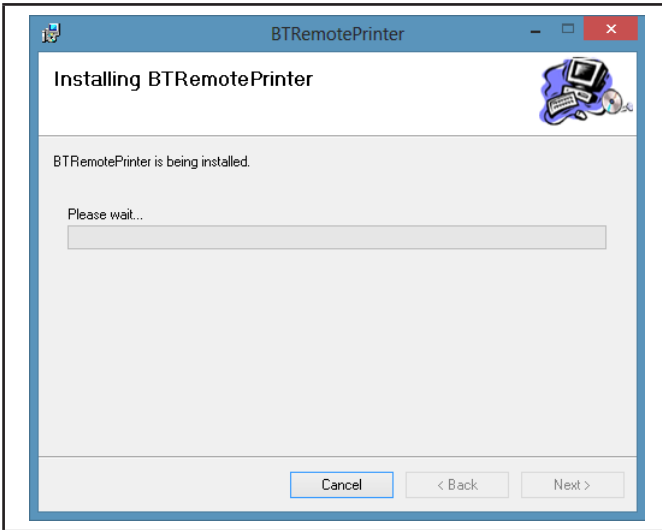 BTRemotePrinter
Installing BTRemotePrinter
BTRemotePrinter is being installed.
Please wait...
Cancel
< Back
Next >